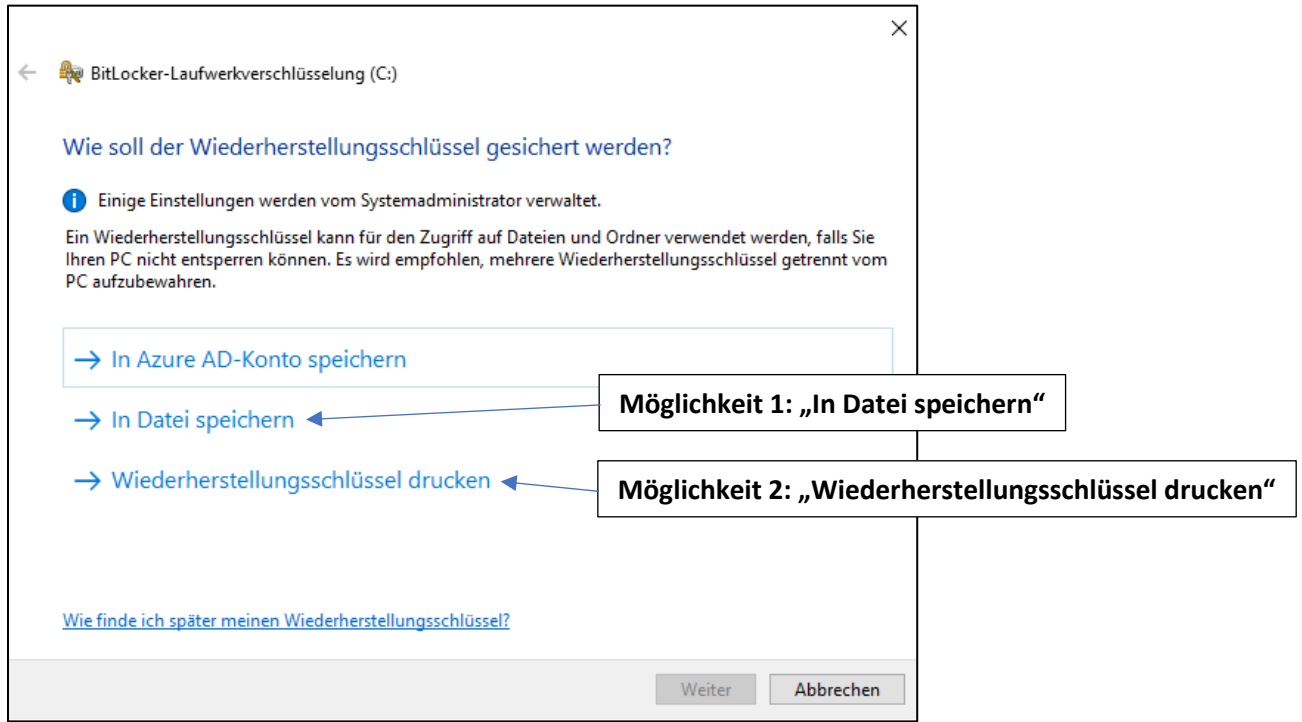 BitLocker-Laufwerkverschlüsselung (C:)
Wie soll der Wiederherstellungsschlüssel gesichert werden?
Einige Einstellungen werden vom Systemadministrator verwaltet.
Ein Wiederherstellungsschlüssel kann für den Zugriff auf Dateien und Ordner verwendet werden, falls Sie
Ihren PC nicht entsperren können. Es wird empfohlen, mehrere Wiederherstellungsschlüssel getrennt vom
PC aufzubewahren.
In Azure AD-Konto speichern
In Datei speichern
Möglichkeit 1: „In Datei speichern“
Wiederherstellungsschlüssel drucken
Möglichkeit 2: „Wiederherstellungsschlüssel drucken“
Wie finde ich später meinen Wiederherstellungsschlüssel?
Weiter
Abbrechen